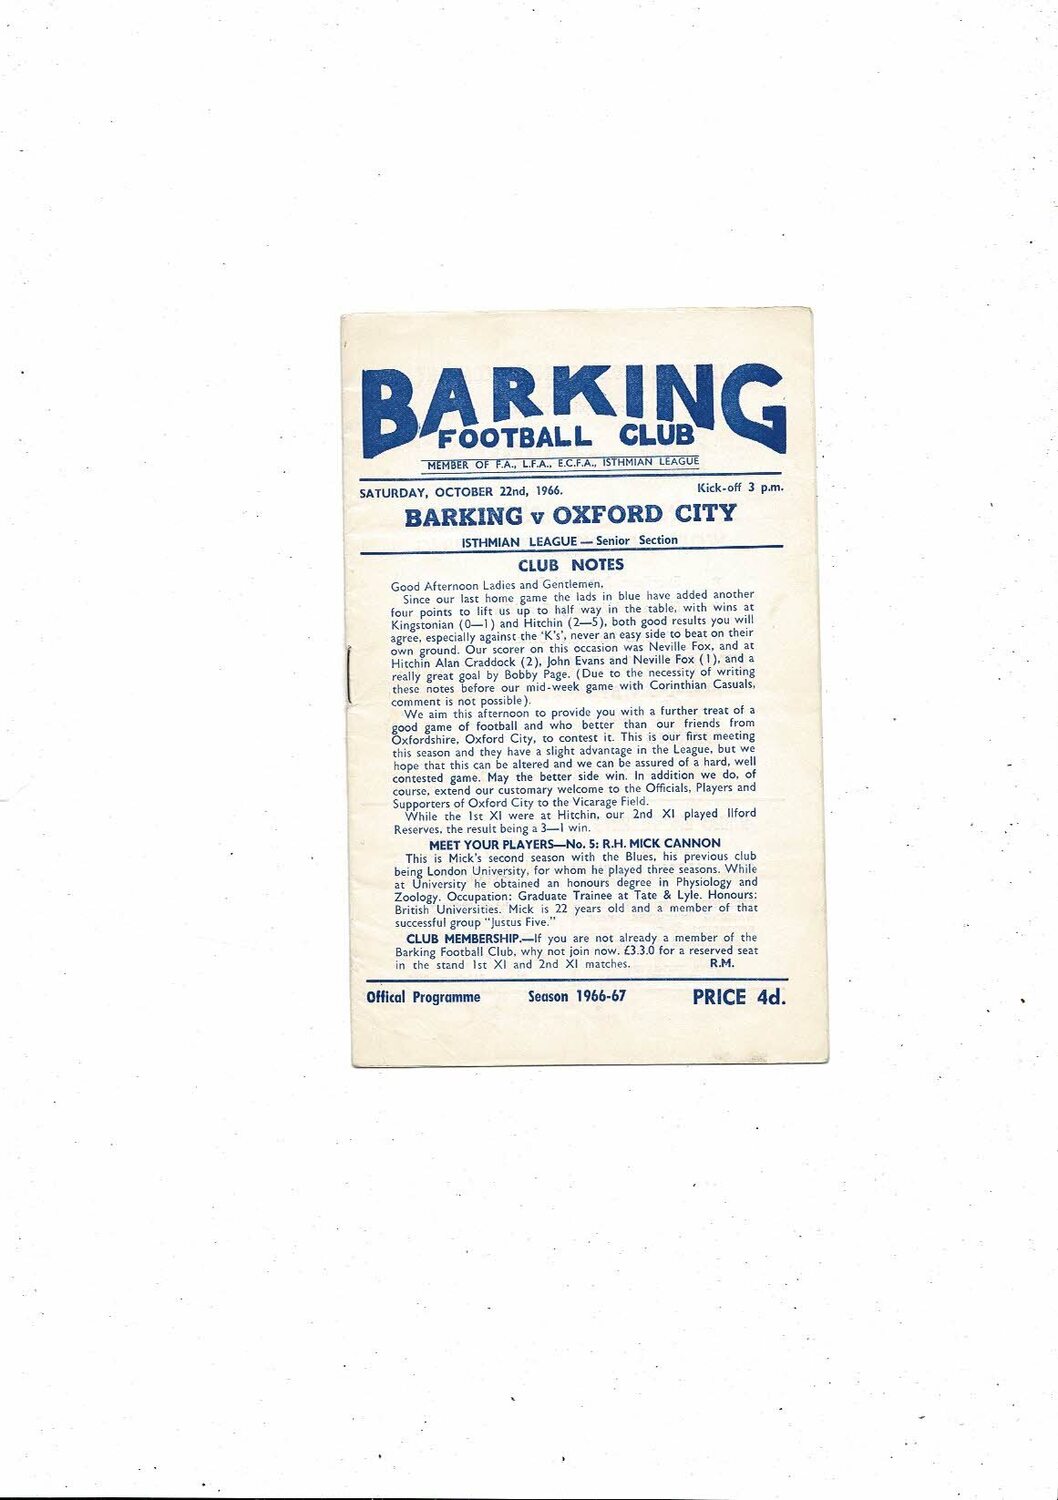 BARKING
FOOTBALL CLUB
MEMBER OF F.A., L.F.A., E.C.F.A., ISTHMIAN LEAGUE
SATURDAY, OCTOBER 22nd, 1966. Kick-off 3 p.m.
BARKING v OXFORD CITY
ISTHMIAN LEAGUE — Senior Section
CLUB NOTES
Good Afternoon Ladies and Gentlemen,
Since our last home game the lads in blue have added another
four points to lift us up to half way in the table, with wins at
Kingstonian (0—1) and Hitchin (2—5), both good results you will
agree, especially against the 'K's', never an easy side to beat on their
own ground. Our scorer on this occasion was Neville Fox, and at
Hitchin Alan Craddock (2), John Evans and Neville Fox (1), and a
really great goal by Bobby Page. (Due to the necessity of writing
these notes before our mid-week game with Corinthian Casuals,
comment is not possible).
We aim this afternoon to provide you with a further treat of a
good game of football and who better than our friends from
Oxfordshire, Oxford City, to contest it. This is our first meeting
this season and they have a slight advantage in the League, but we
hope that this can be altered and we can be assured of a hard, well
contested game. May the better side win. In addition we do, of
course, extend our customary welcome to the Officials, Players and
Supporters of Oxford City to the Vicarage Field.
While the 1st XI were at Hitchin, our 2nd XI played Ilford
Reserves, the result being a 3—1 win.
MEET YOUR PLAYERS—No. 5: R.H. MICK CANNON
This is Mick's second season with the Blues, his previous club
being London University, for whom he played three seasons. While
at University he obtained an honours degree in Physiology and
Zoology. Occupation: Graduate Trainee at Tate & Lyle. Honours:
British Universities. Mick is 22 years old and a member of that
successful group "Justus Five."
CLUB MEMBERSHIP.—If you are not already a member of the
Barking Football Club, why not join now. £3.3.0 for a reserved seat
in the stand 1st XI and 2nd XI matches. R.M.
Offical Programme Season 1966-67 PRICE 4d.